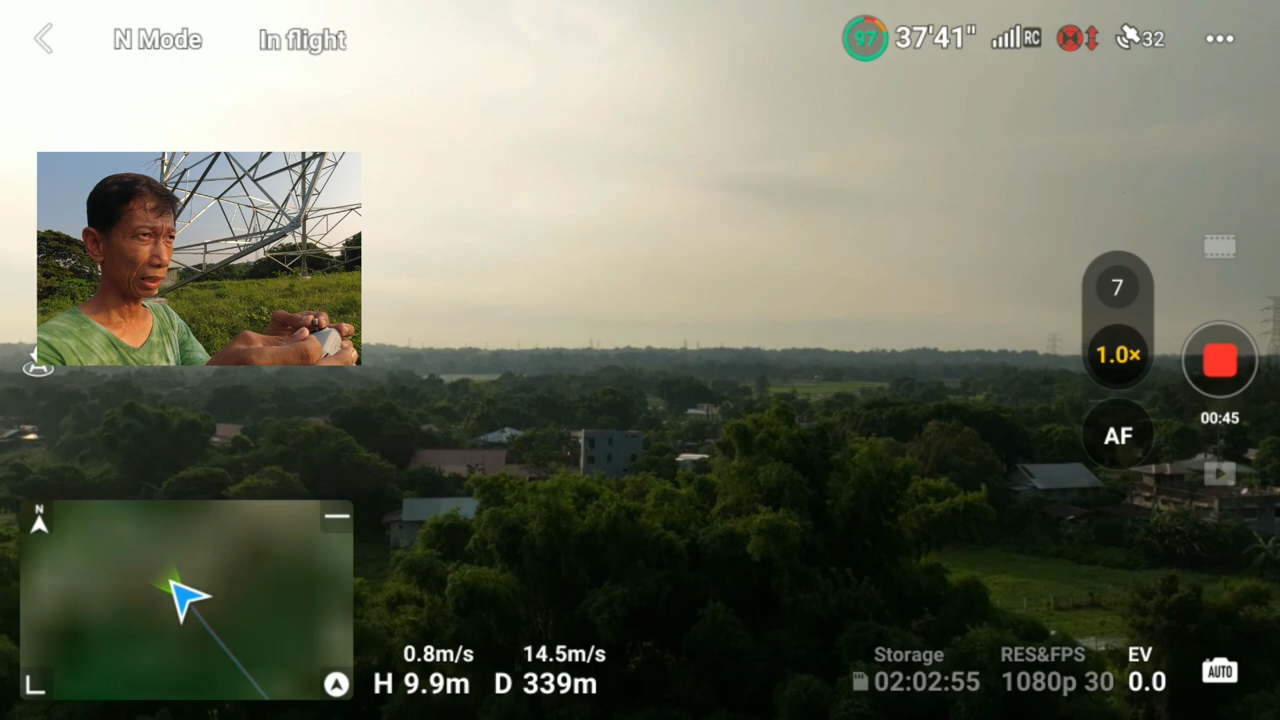 N Mode
In flight
97
37'41"
RC
32
7
1.0×
AF
00:45
N
0.8m/s
14.5m/s
H 9.9m
D 339m
Storage
02:02:55
RES&FPS
1080p 30
EV
0.0
AUTO